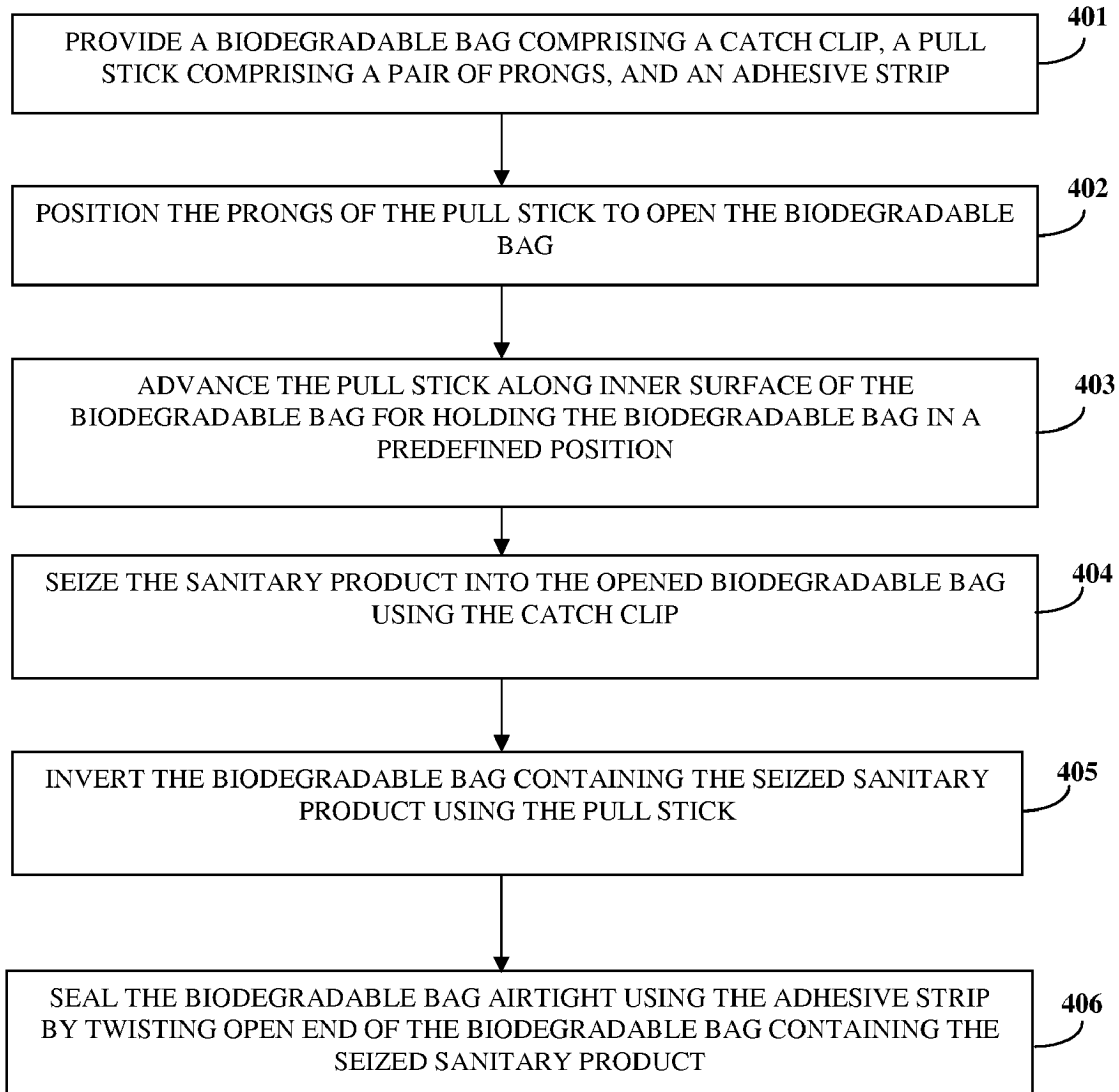 401
PROVIDE A BIODEGRADABLE BAG COMPRISING A CATCH CLIP, A PULL
STICK COMPRISING A PAIR OF PRONGS, AND AN ADHESIVE STRIP
402
POSITION THE PRONGS OF THE PULL STICK TO OPEN THE BIODEGRADABLE
BAG
403
ADVANCE THE PULL STICK ALONG INNER SURFACE OF THE
BIODEGRADABLE BAG FOR HOLDING THE BIODEGRADABLE BAG IN A
PREDEFINED POSITION
404
SEIZE THE SANITARY PRODUCT INTO THE OPENED BIODEGRADABLE BAG
USING THE CATCH CLIP
405
INVERT THE BIODEGRADABLE BAG CONTAINING THE SEIZED SANITARY
PRODUCT USING THE PULL STICK
406
SEAL THE BIODEGRADABLE BAG AIRTIGHT USING THE ADHESIVE STRIP
BY TWISTING OPEN END OF THE BIODEGRADABLE BAG CONTAINING THE
SEIZED SANITARY PRODUCT